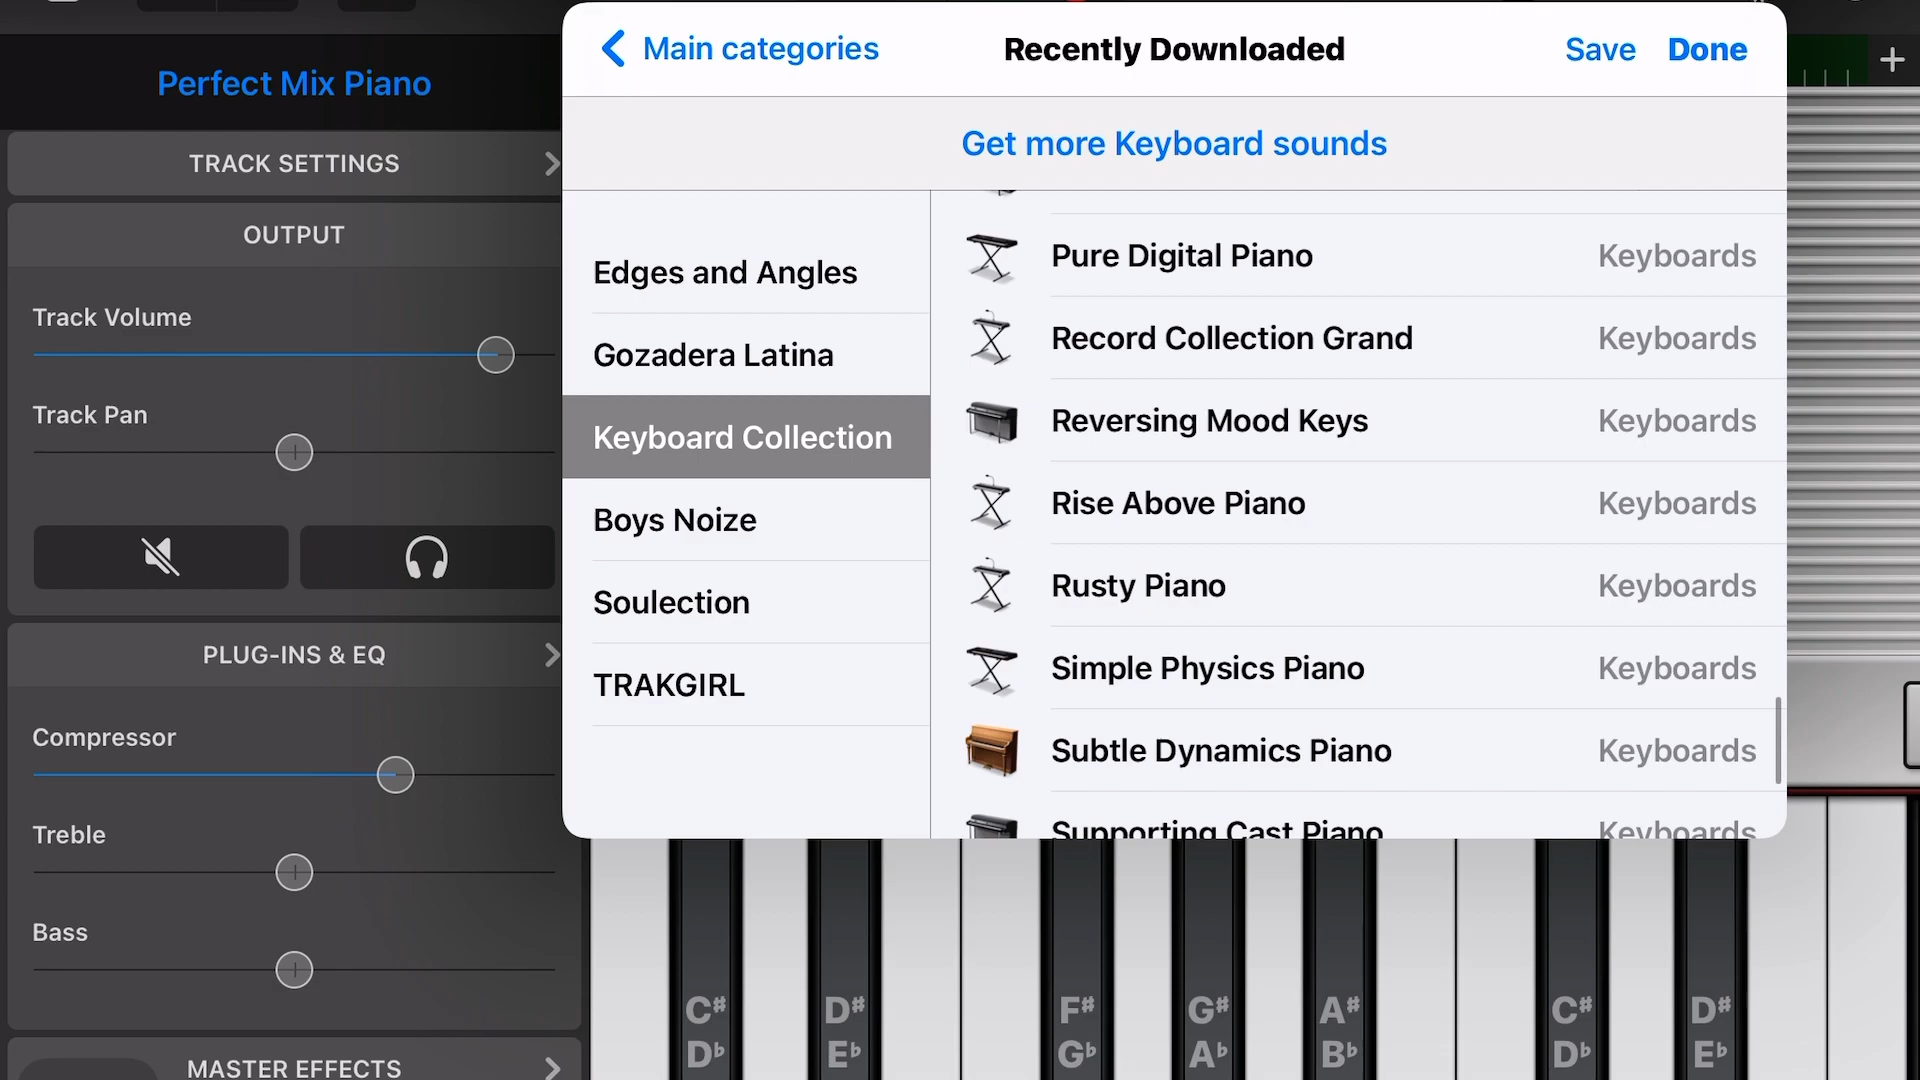 Perfect Mix Piano
TRACK SETTINGS
OUTPUT
Track Volume
Track Pan
PLUG-INS & EQ
Compressor
Treble
Bass
MASTER EFFECTS
Main categories
Recently Downloaded
Save
Done
Get more Keyboard sounds
Edges and Angles
Gozadera Latina
Keyboard Collection
Boys Noize
Soulection
TRAKGIRL
Pure Digital Piano Keyboards
Record Collection Grand Keyboards
Reversing Mood Keys Keyboards
Rise Above Piano Keyboards
Rusty Piano Keyboards
Simple Physics Piano Keyboards
Subtle Dynamics Piano Keyboards
Supporting Cast Piano Keyboards
C# D# F# G# A# C# D#
D♭ E♭ G♭ A♭ B♭ D♭ E♭